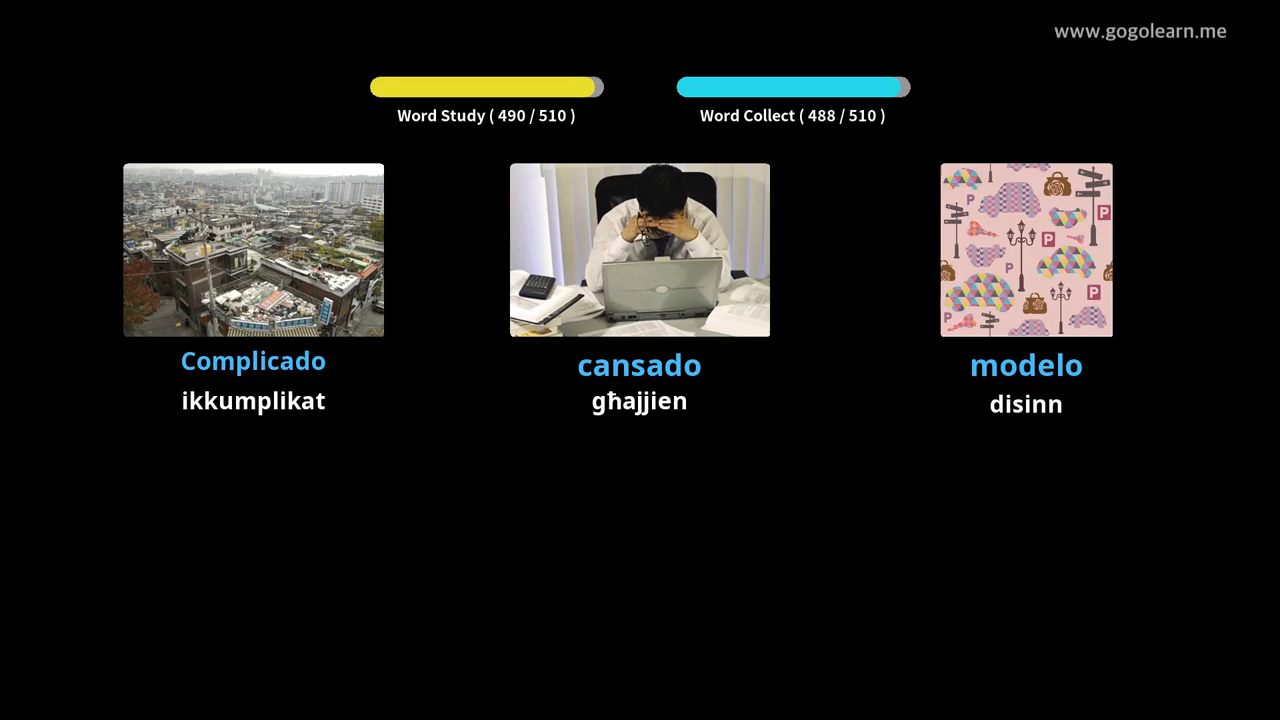 www.gogolearn.me
Word Study ( 490 / 510 )
Word Collect ( 488 / 510 )
Complicado
ikkumplikat
cansado
għajjien
modelo
disinn
P
P
P
P
P
P